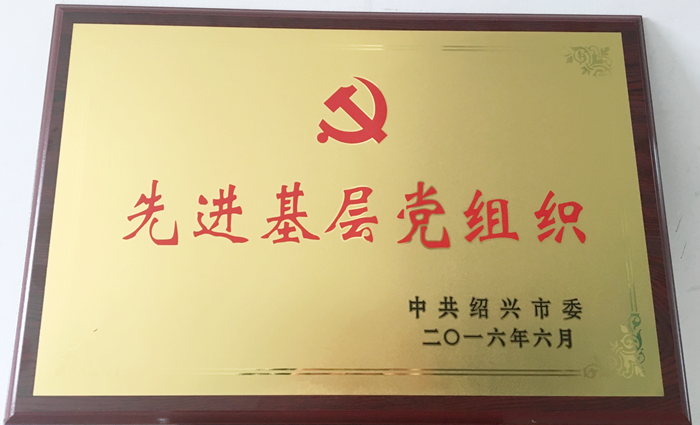 先进基层党组织
中共绍兴市委
二〇一六年六月